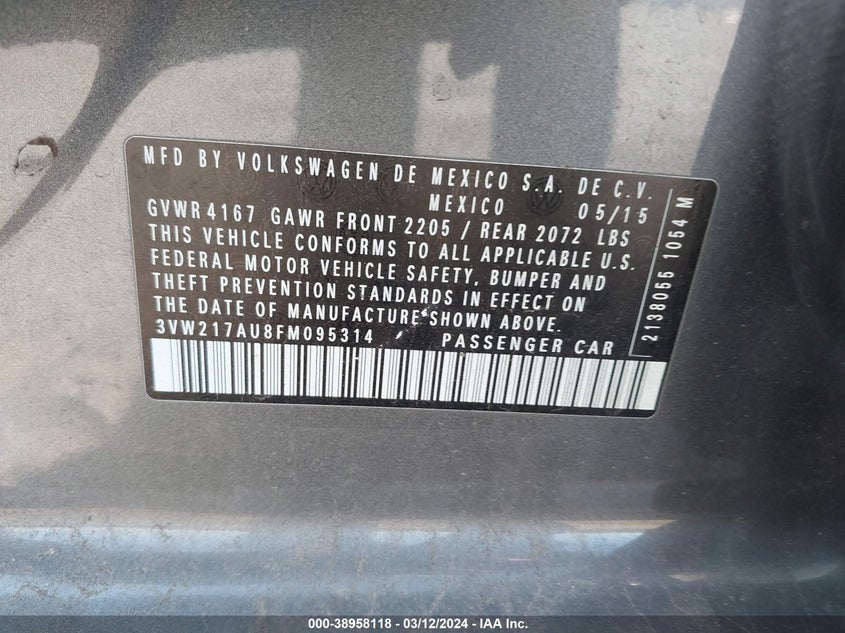 MFD BY VOLKSWAGEN DE MEXICO S.A. DE C.V.
MEXICO 05/15
GVWR 4167 GAWR FRONT 2205 / REAR 2072 LBS
THIS VEHICLE CONFORMS TO ALL APPLICABLE U.S.
FEDERAL MOTOR VEHICLE SAFETY, BUMPER AND
THEFT PREVENTION STANDARDS IN EFFECT ON
THE DATE OF MANUFACTURE SHOWN ABOVE.
3VW217AU8FM095314 PASSENGER CAR
2138055 1054 M
000-38958118 - 03/12/2024 - IAA Inc.